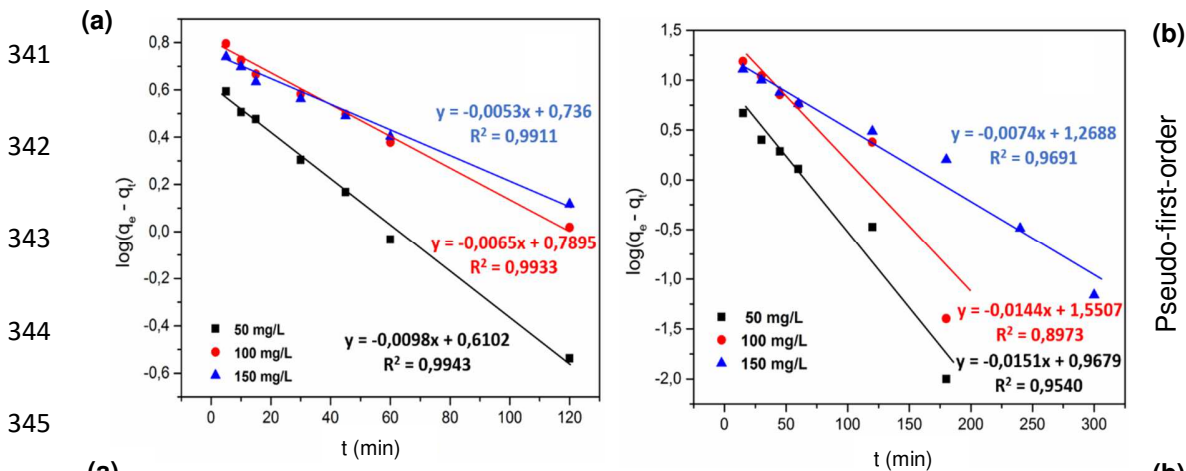 (a)
(b)
341
342
343
344
345
0,8
0,6
0,4
0,2
0,0
-0,2
-0,4
-0,6
log(qe - qt)
y = -0,0053x + 0,736
R² = 0,9911
y = -0,0065x + 0,7895
R² = 0,9933
y = -0,0098x + 0,6102
R² = 0,9943
50 mg/L
100 mg/L
150 mg/L
0 20 40 60 80 100 120
t (min)
1,5
1,0
0,5
0,0
-0,5
-1,0
-1,5
-2,0
log(qe - qt)
y = -0,0074x + 1,2688
R² = 0,9691
y = -0,0144x + 1,5507
R² = 0,8973
y = -0,0151x + 0,9679
R² = 0,9540
50 mg/L
100 mg/L
150 mg/L
0 50 100 150 200 250 300
t (min)
Pseudo-first-order
(a)
(b)